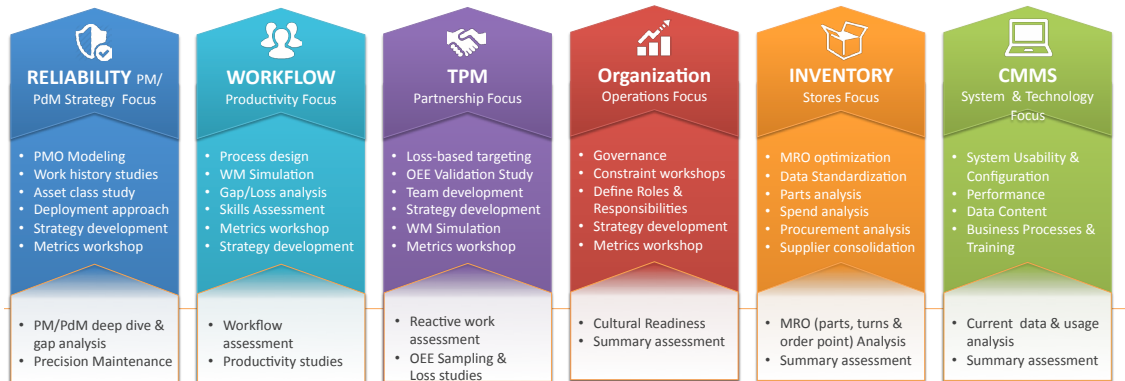 RELIABILITY PM/
PdM Strategy Focus
• PMO Modeling
• Work history studies
• Asset class study
• Deployment approach
• Strategy development
• Metrics workshop
• PM/PdM deep dive &
gap analysis
• Precision Maintenance
WORKFLOW
Productivity Focus
• Process design
• WM Simulation
• Gap/Loss analysis
• Skills Assessment
• Metrics workshop
• Strategy development
• Workflow
assessment
• Productivity studies
TPM
Partnership Focus
• Loss-based targeting
• OEE Validation Study
• Team development
• Strategy development
• WM Simulation
• Metrics workshop
• Reactive work
assessment
• OEE Sampling &
Loss studies
Organization
Operations Focus
• Governance
• Constraint workshops
• Define Roles &
Responsibilities
• Strategy development
• Metrics workshop
• Cultural Readiness
• Summary assessment
INVENTORY
Stores Focus
• MRO optimization
• Data Standardization
• Parts analysis
• Spend analysis
• Procurement analysis
• Supplier consolidation
• MRO (parts, turns &
order point) Analysis
• Summary assessment
CMMS
System & Technology
Focus
• System Usability &
Configuration
• Performance
• Data Content
• Business Processes &
Training
• Current data & usage
analysis
• Summary assessment